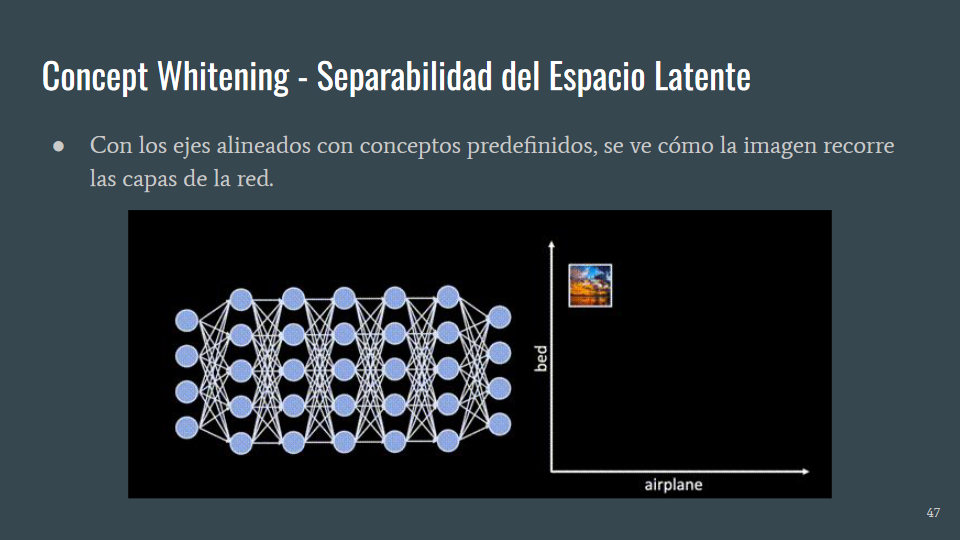 Concept Whitening - Separabilidad del Espacio Latente
● Con los ejes alineados con conceptos predefinidos, se ve cómo la imagen recorre
las capas de la red.
bed
airplane
47